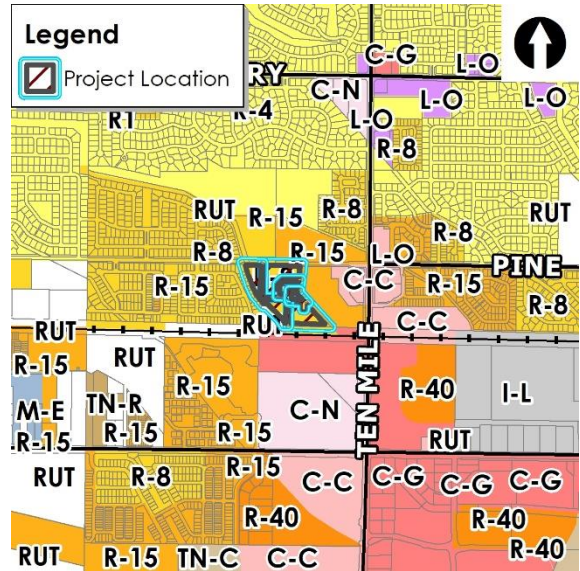 Legend
Project Location
RY
C-G
L-O
C-N
L-O
L-O
R1
R-4
L-O
R-8
RUT
R-15
R-8
RUT
R-8
R-15
L-O
R-8
R-15
C-C
R-15
PINE
R-8
RUT
RUT
C-C
TEN MILE
RUT
R-15
R-15
R-40
I-L
M-E
TN-R
C-N
R-15
R-15
R-15
RUT
RUT
R-8
R-15
C-C
C-G
C-G
C-G
R-40
R-40
RUT
R-15
TN-C
C-C
R-40